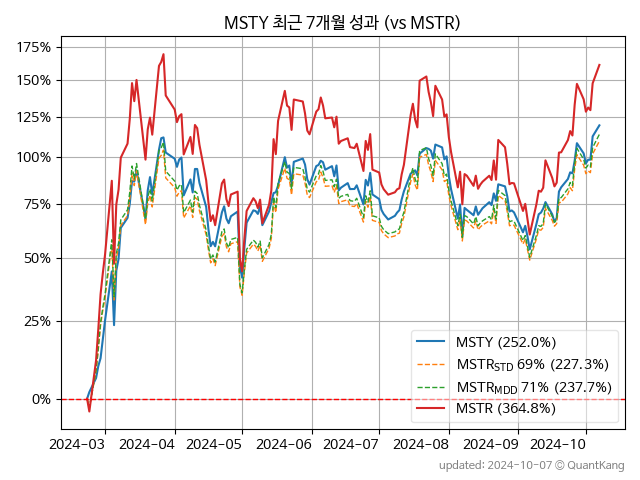 MSTY 최근 7개월 성과 (vs MSTR)
175%
150%
125%
100%
75%
50%
25%
0%
MSTY (252.0%)
MSTR_STD 69% (227.3%)
MSTR_MDD 71% (237.7%)
MSTR (364.8%)
2024-03 2024-04 2024-05 2024-06 2024-07 2024-08 2024-09 2024-10
updated: 2024-10-07 © QuantKang